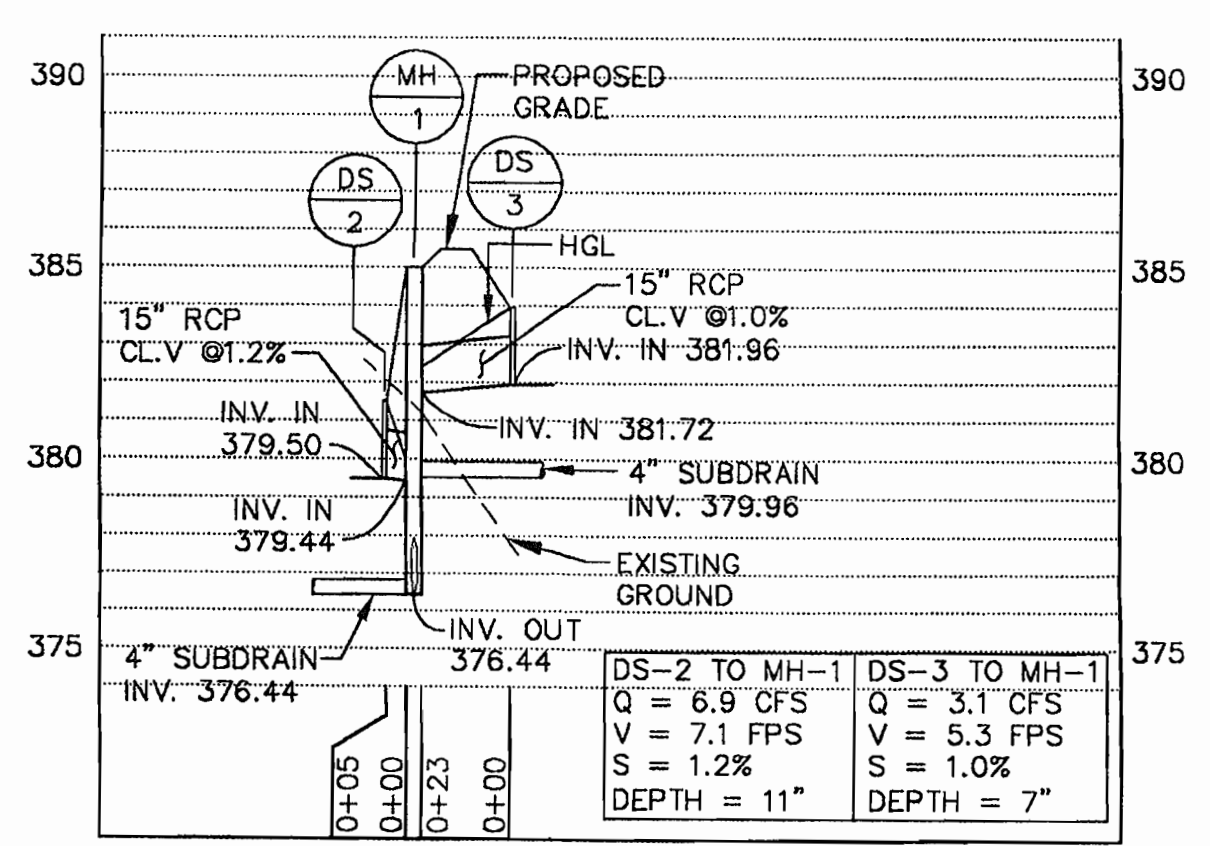 390
390
MH
1
PROPOSED
GRADE
DS
2
DS
3
HGL
385
385
15" RCP
CL.V @1.2%
15" RCP
CL.V @1.0%
INV. IN 381.96
INV. IN
379.50
INV. IN 381.72
380
380
4" SUBDRAIN
INV. 379.96
INV. IN
379.44
EXISTING
GROUND
INV. OUT
376.44
375
375
4" SUBDRAIN
INV. 376.44
DS-2 TO MH-1
Q = 6.9 CFS
V = 7.1 FPS
S = 1.2%
DEPTH = 11"
DS-3 TO MH-1
Q = 3.1 CFS
V = 5.3 FPS
S = 1.0%
DEPTH = 7"
0+05
0+00
0+23
0+00